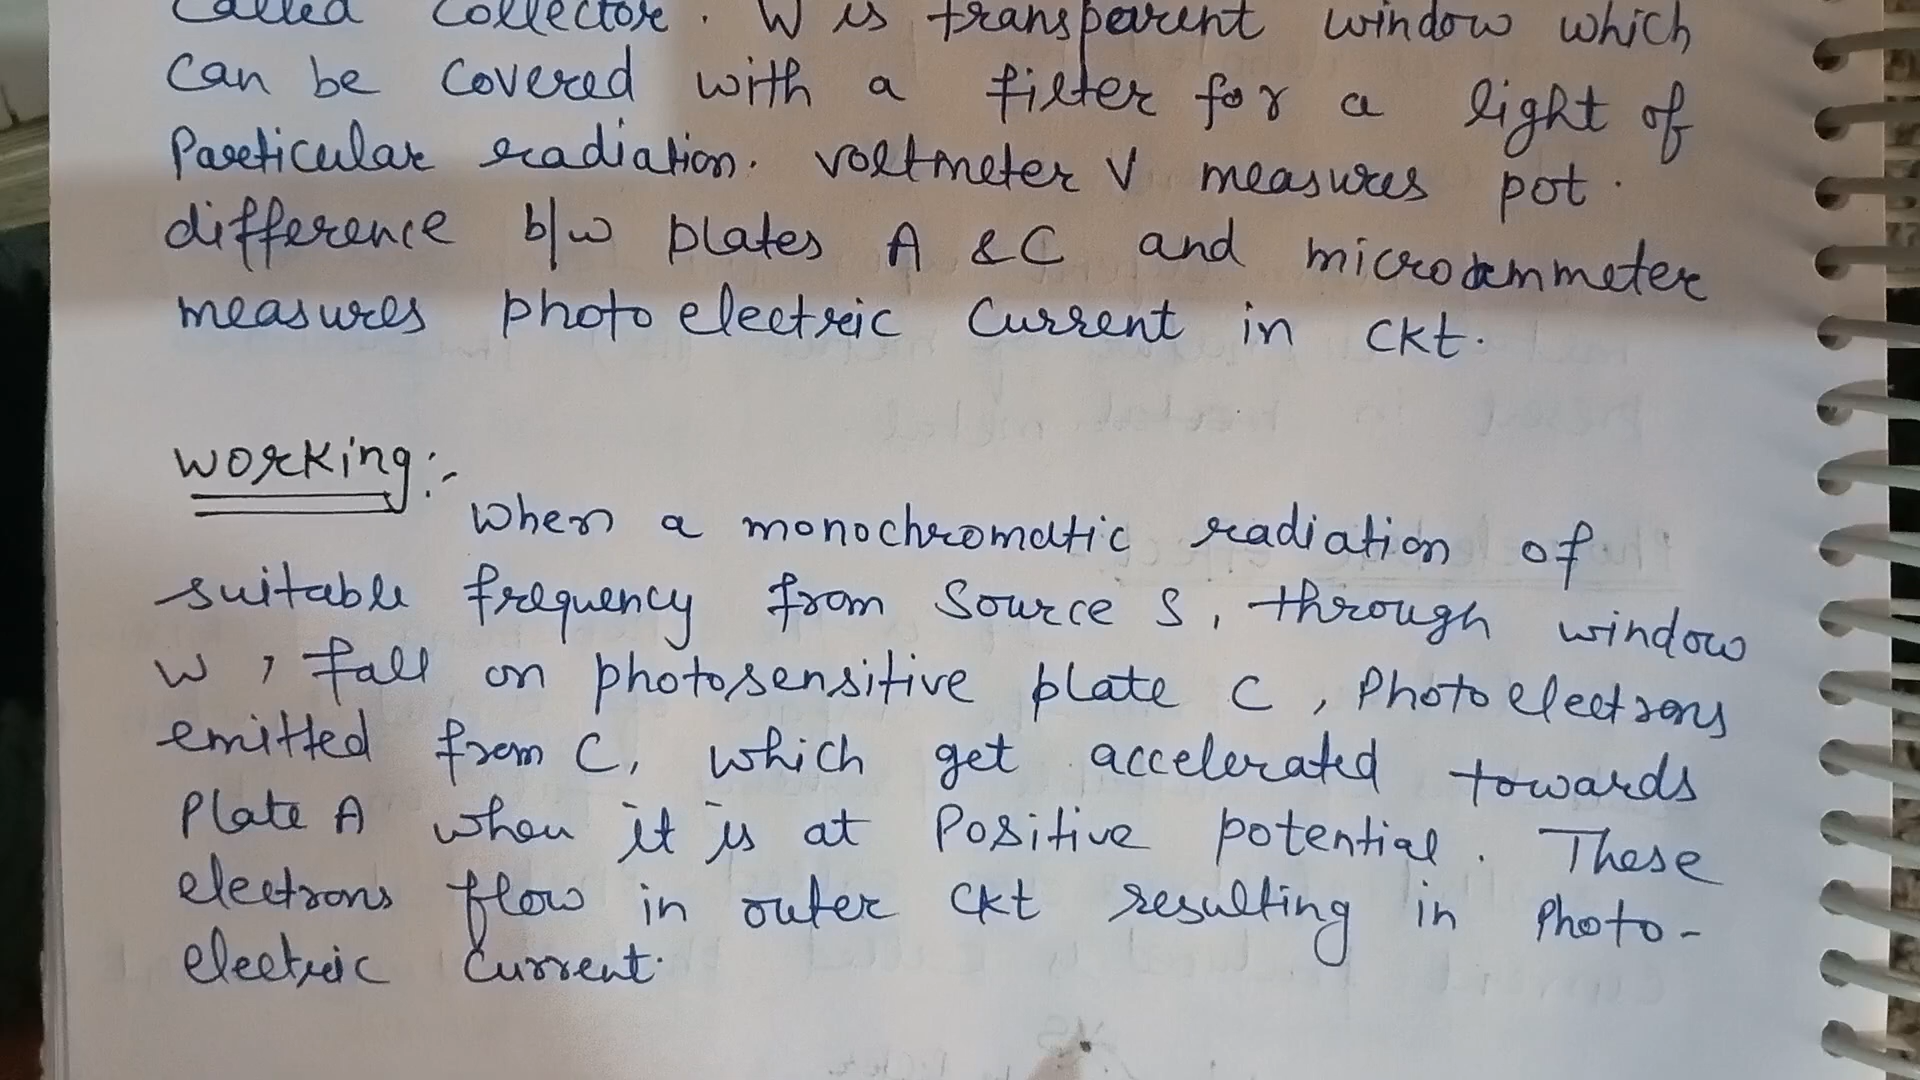 called collector. W is transparent window which
can be covered with a filter for a light of
Particular radiation. voltmeter V measures pot.
difference b/w plates A & C and microammeter
measures photo electric current in ckt.
working:-
When a monochromatic radiation of
suitable frequency from source S, through window
W, fall on photosensitive plate C, Photo electrons
emitted from C, which get accelerated towards
Plate A when it is at Positive potential. These
electrons flow in outer ckt resulting in Photo-
electric current.